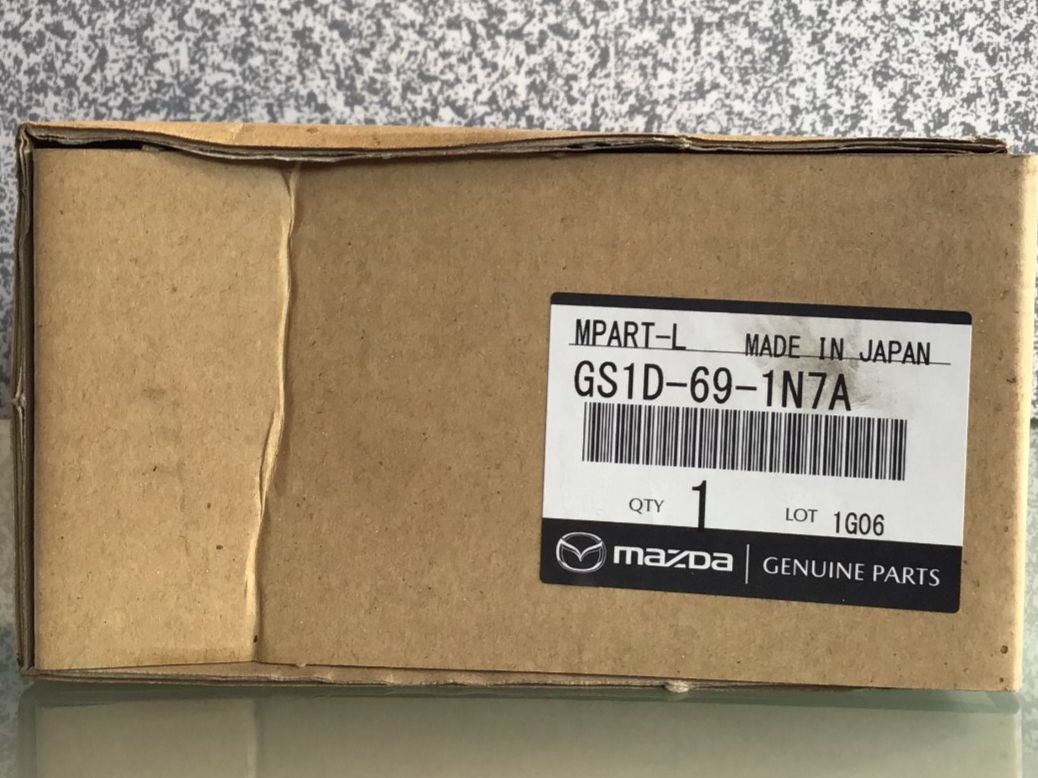 MPART-L MADE IN JAPAN
GS1D-69-1N7A
QTY 1 LOT 1G06
mazda GENUINE PARTS